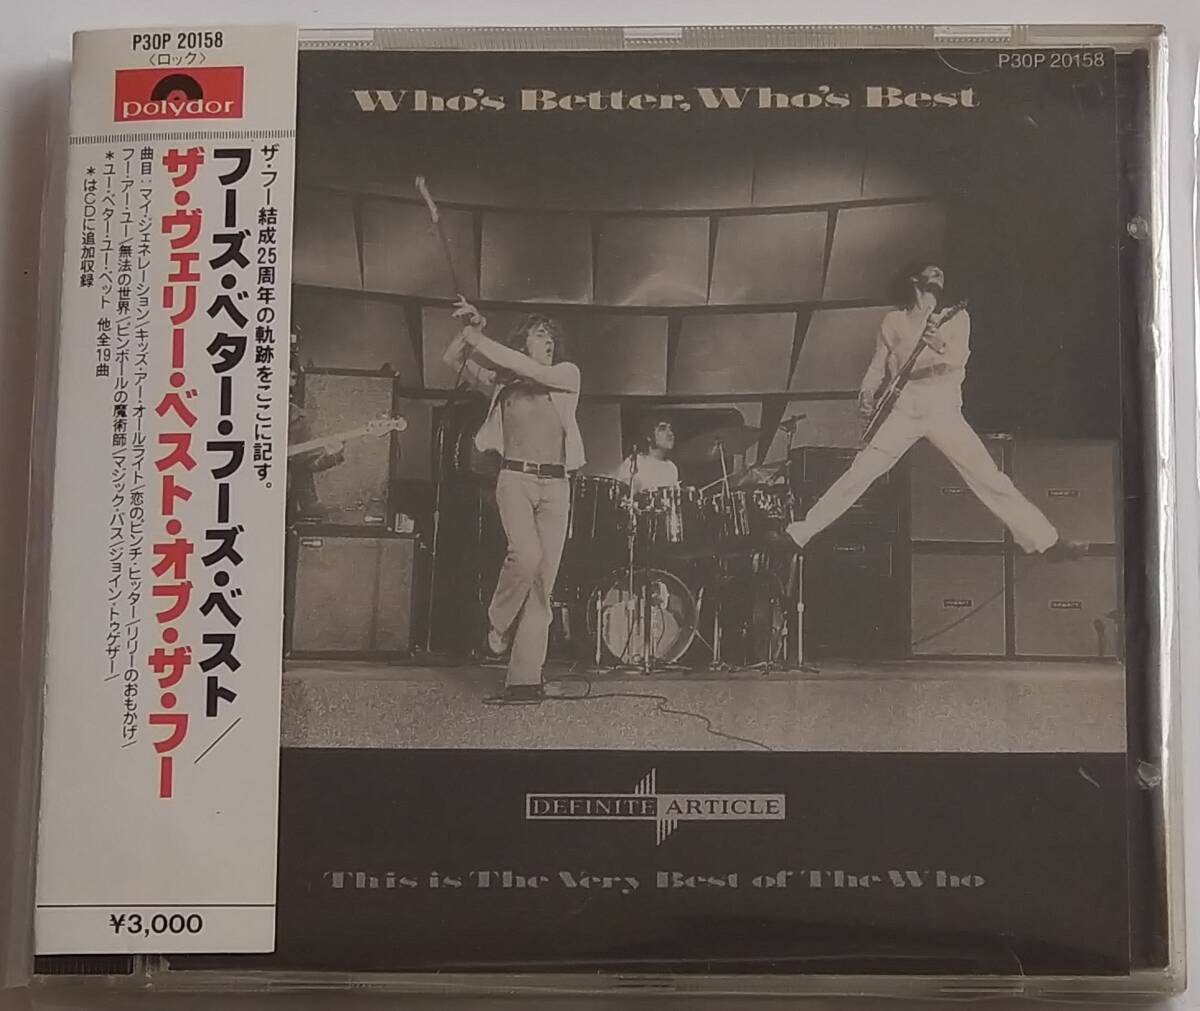 P30P 20158
〈ロック〉
polydor
ザ・フー結成25周年の軌跡をここに記す。
フーズ・ベター・フーズ・ベスト/
ザ・ヴェリー・ベスト・オブ・ザ・フー
曲目:マイ・ジェネレーション/キッズ・アー・オールライト/恋のピンチ・ヒッター/リリーのおもかげ/
フー・アー・ユー/無法の世界/ピンボールの魔術師/マジック・バス/ジョイン・トゥゲザー/
*ユー・ベター・ユー・ベット 他全19曲
*はCDに追加収録
¥3,000
P30P 20158
Who's Better, Who's Best
DEFINITE ARTICLE
This is The Very Best of The Who